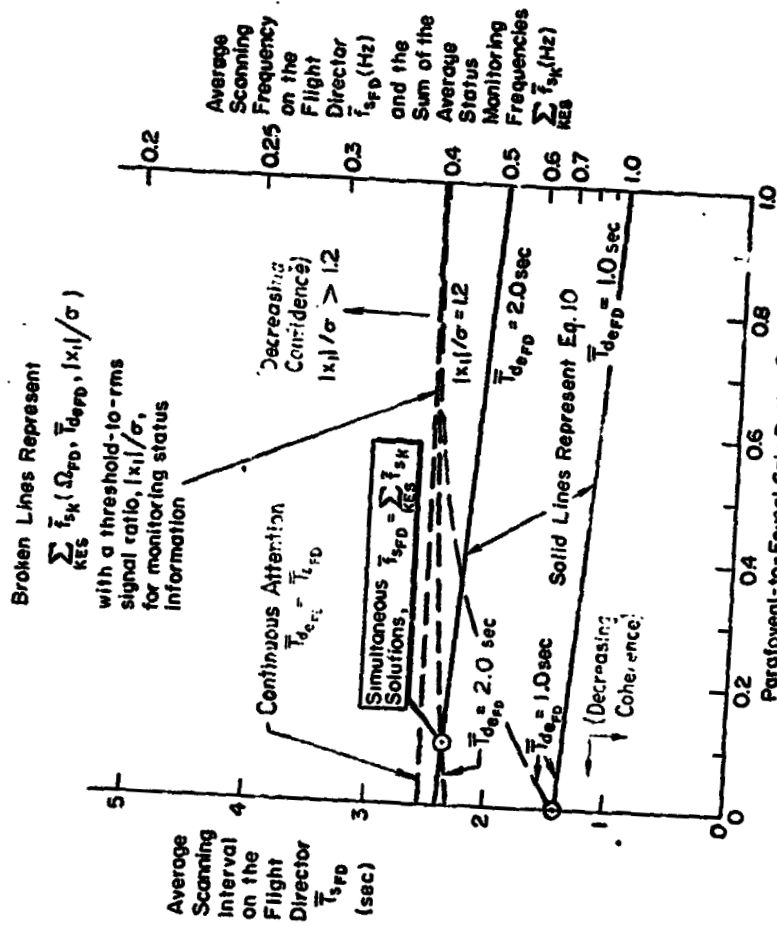 Broken Lines Represent
∑ f̄sK (ΩFD, T̄deFD, |x₁|/σ)
KES
with a threshold-to-rms
signal ratio, |x₁|/σ,
for monitoring status
information
Average
Scanning
Interval
on the
Flight
Director
T̄sFD
(sec)
5
4
3
2
1
0
Average
Scanning
Frequency
on the
Flight
Director
f̄sFD (Hz)
and the
Sum of the
Average
Status
Monitoring
Frequencies
∑ f̄sK (Hz)
KES
0.2
0.25
0.3
0.4
0.5
0.6
0.7
1.0
Continuous Attention
Simultaneous
Solutions, f̄sFD = ∑ f̄sK
KES
Decreasing
Confidence)
|x₁|/σ > 1.2
|x₁|/σ = 1.2
T̄deFD = 2.0 sec
T̄deFD = 2.0 sec
Solid Lines Represent Eq. 10
T̄deFD = 1.0 sec
T̄deFD = 1.0 sec
(Decreasing
Coherence)
0.0
0.2
0.4
0.6
0.8
1.0